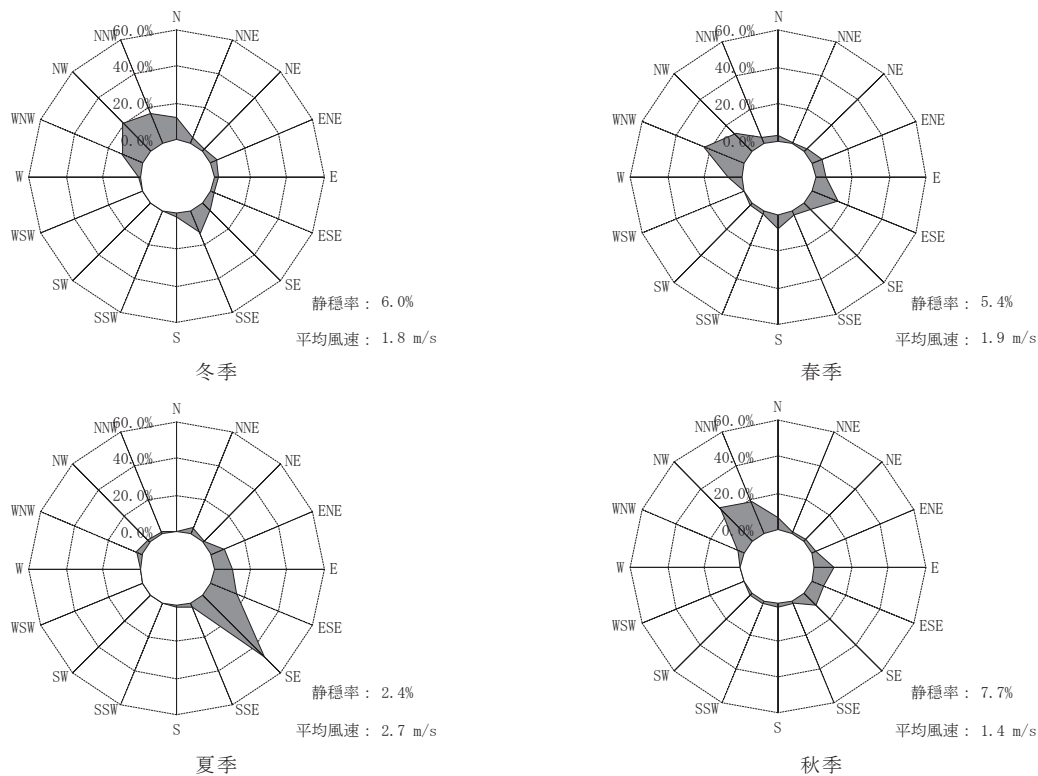 N
NNE
NE
ENE
E
ESE
SE
SSE
S
SSW
SW
WSW
W
WNW
NW
NNW
60.0%
40.0%
20.0%
0.0%
静穏率： 6.0%
平均風速： 1.8 m/s
冬季
N
NNE
NE
ENE
E
ESE
SE
SSE
S
SSW
SW
WSW
W
WNW
NW
NNW
60.0%
40.0%
20.0%
0.0%
静穏率： 5.4%
平均風速： 1.9 m/s
春季
N
NNE
NE
ENE
E
ESE
SE
SSE
S
SSW
SW
WSW
W
WNW
NW
NNW
60.0%
40.0%
20.0%
0.0%
静穏率： 2.4%
平均風速： 2.7 m/s
夏季
N
NNE
NE
ENE
E
ESE
SE
SSE
S
SSW
SW
WSW
W
WNW
NW
NNW
60.0%
40.0%
20.0%
0.0%
静穏率： 7.7%
平均風速： 1.4 m/s
秋季